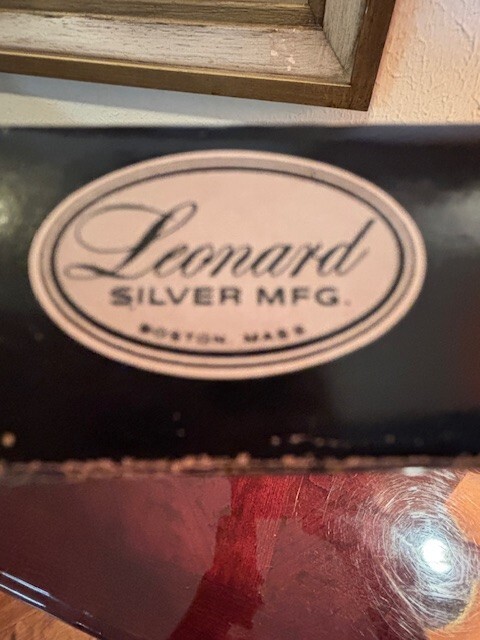 Leonard
SILVER MFG.
BOSTON, MASS